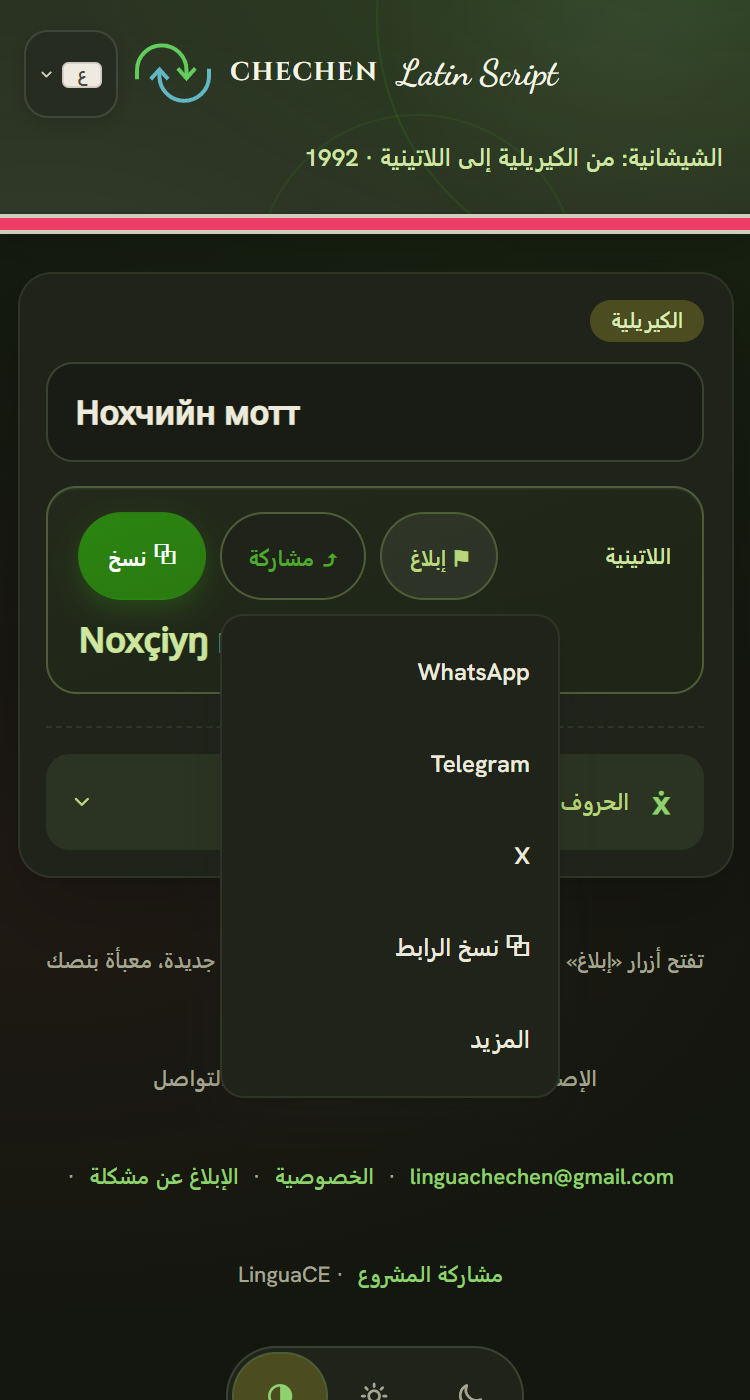 ع
CHECHEN Latin Script
الشيشانية: من الكيريلية إلى اللاتينية · 1992
الكيريلية
Нохчийн мотт
اللاتينية
إبلاغ
مشاركة
نسخ
Noxçiyŋ
WhatsApp
Telegram
X
نسخ الرابط
المزيد
ẋ الحروف
تفتح أزرار «إبلاغ» جديدة، معبأة بنصك
linguachechen@gmail.com · الخصوصية · الإبلاغ عن مشكلة ·
مشاركة المشروع · LinguaCE